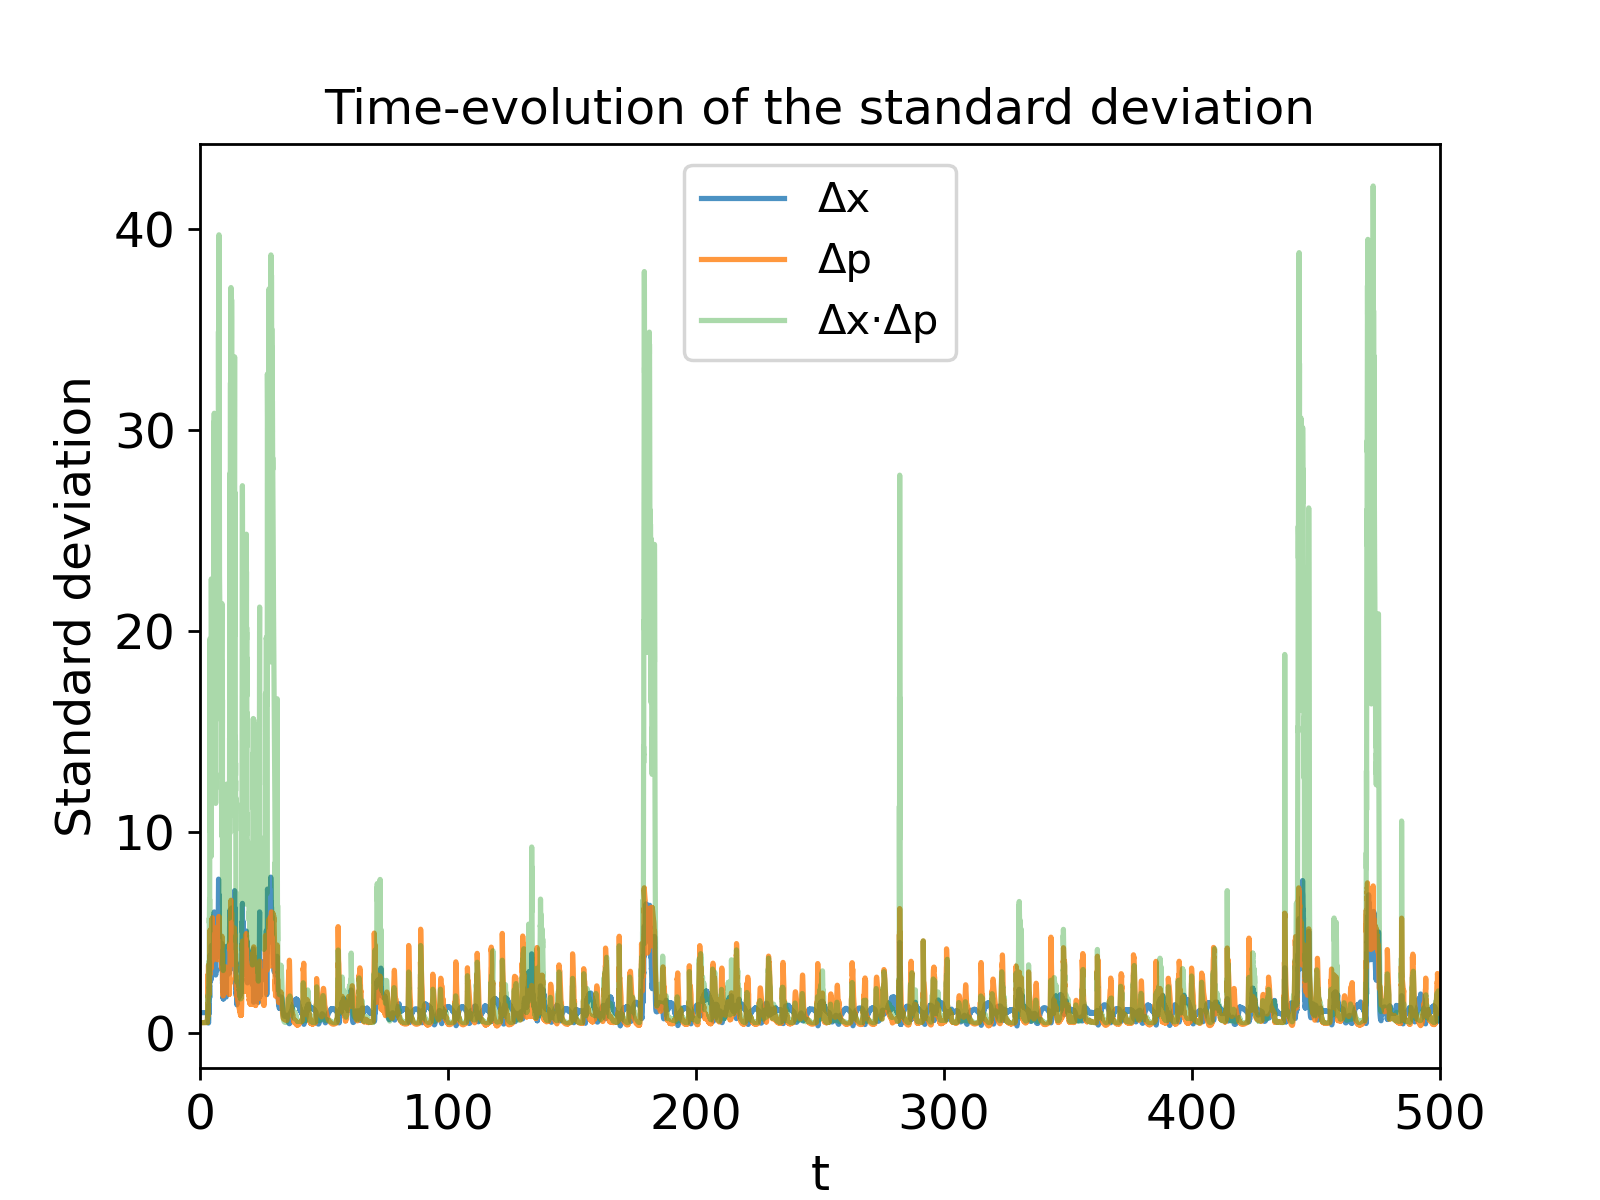 Time-evolution of the standard deviation
Δx
Δp
Δx·Δp
Standard deviation
40
30
20
10
0
0 100 200 300 400 500
t